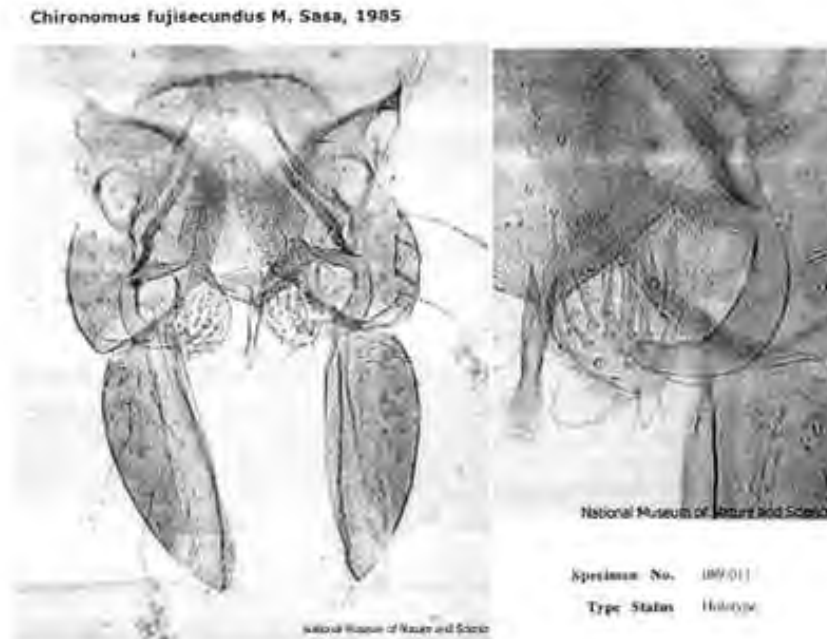 Chironomus fujisecundus M. Sasa, 1985
National Museum of Nature and Science
National Museum of Nature and Science
Specimen No.
Type Status Holotype